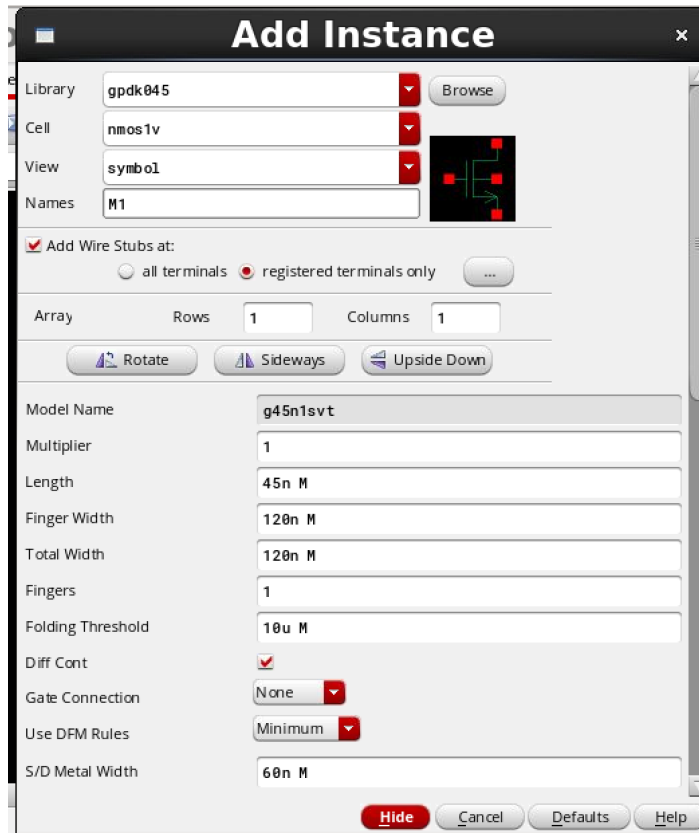 Add Instance
Library gpdk045 Browse
Cell nmos1v
View symbol
Names M1
Add Wire Stubs at:
all terminals registered terminals only ...
Array Rows 1 Columns 1
Rotate Sideways Upside Down
Model Name g45n1svt
Multiplier 1
Length 45n M
Finger Width 120n M
Total Width 120n M
Fingers 1
Folding Threshold 10u M
Diff Cont
Gate Connection None
Use DFM Rules Minimum
S/D Metal Width 60n M
Hide Cancel Defaults Help